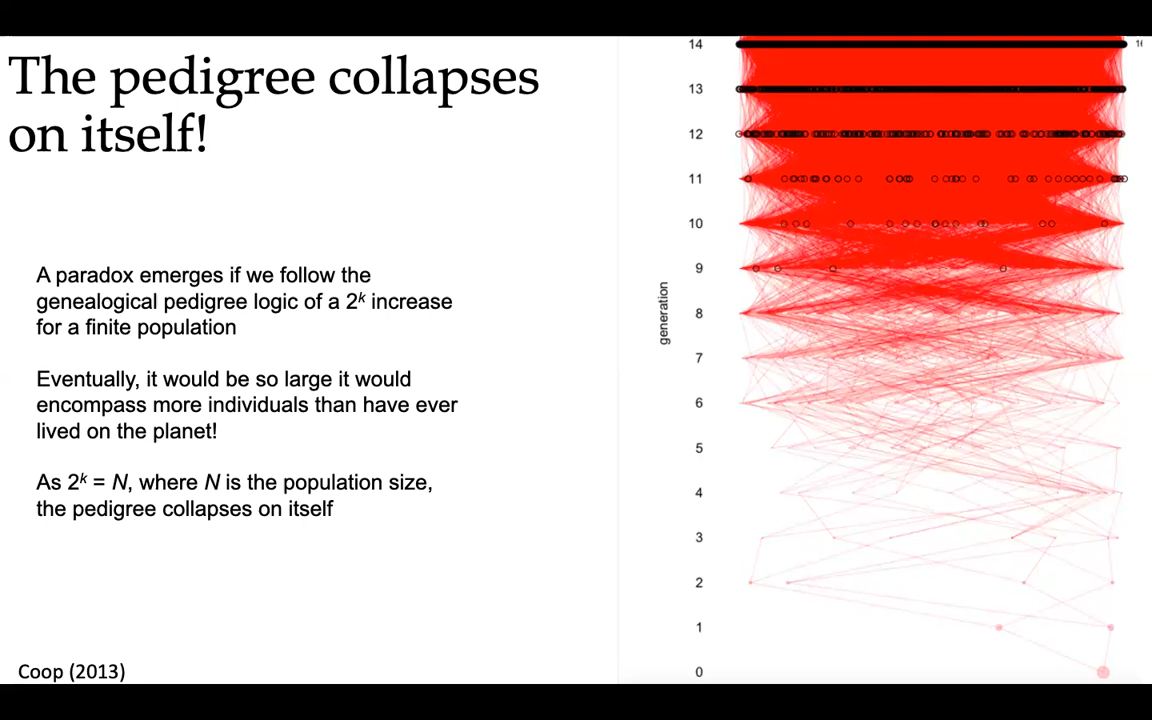 The pedigree collapses
on itself!
A paradox emerges if we follow the
genealogical pedigree logic of a 2ᵏ increase
for a finite population
Eventually, it would be so large it would
encompass more individuals than have ever
lived on the planet!
As 2ᵏ = N, where N is the population size,
the pedigree collapses on itself
Coop (2013)
generation
14
13
12
11
10
9
8
7
6
5
4
3
2
1
0